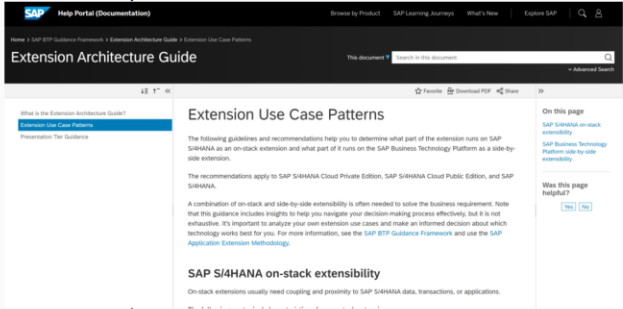 SAP Help Portal (Documentation)
Browse by Product SAP Learning Journeys What's New Explore SAP
Home > SAP BTP Guidance Framework > Extension Architecture Guide > Extension Use Case Patterns
Extension Architecture Guide
This document Search in this document
Advanced Search
Favorite Download PDF Share
What is the Extension Architecture Guide?
Extension Use Case Patterns
Presentation Tier Guidance
Extension Use Case Patterns
The following guidelines and recommendations help you to determine what part of the extension runs on SAP
S/4HANA as an on-stack extension and what part of it runs on the SAP Business Technology Platform as a side-by-
side extension.
The recommendations apply to SAP S/4HANA Cloud Private Edition, SAP S/4HANA Cloud Public Edition, and SAP
S/4HANA.
A combination of on-stack and side-by-side extensibility is often needed to solve the business requirement. Note
that this guidance includes insights to help you navigate your decision-making process effectively, but it is not
exhaustive. It's important to analyze your own extension use cases and make an informed decision about which
technology works best for you. For more information, see the SAP BTP Guidance Framework and use the SAP
Application Extension Methodology.
SAP S/4HANA on-stack extensibility
On-stack extensions usually need coupling and proximity to SAP S/4HANA data, transactions, or applications.
On this page
SAP S/4HANA on-stack
extensibility
SAP Business Technology
Platform side-by-side
extensibility
Was this page
helpful?
Yes No